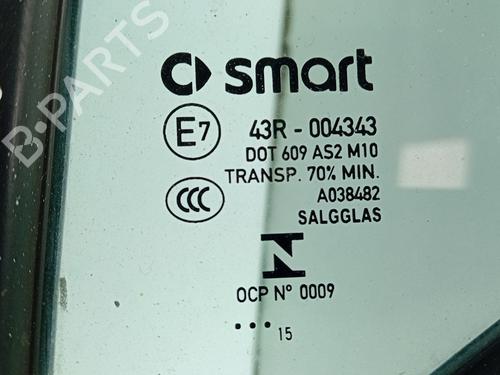 B-PARTS
smart
E7
43R - 004343
DOT 609 AS2 M10
TRANSP. 70% MIN.
CCC
A038482
SALGGLAS
OCP N° 0009
••• 15